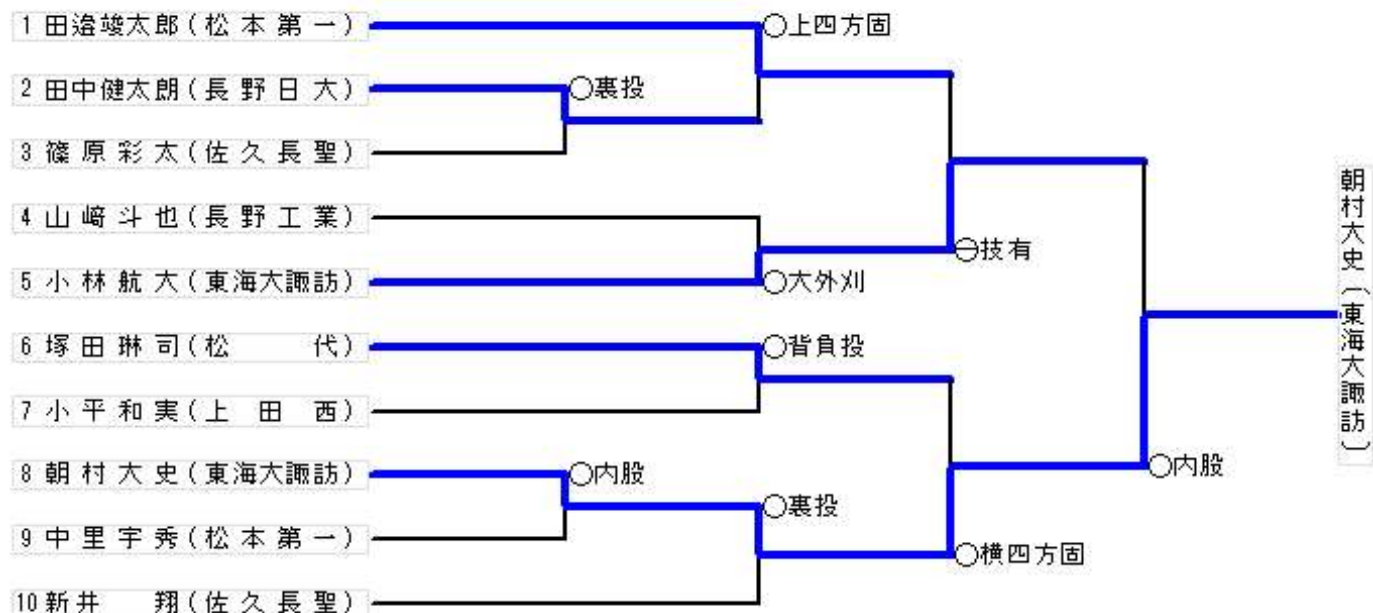 1 田邉竣太郎(松本第一)
○上四方固
2 田中健太朗(長野日大)
○裏投
3 篠原彩太(佐久長聖)
4 山﨑斗也(長野工業)
⊖技有
5 小林航大(東海大諏訪)
○大外刈
6 塚田琳司(松代)
○背負投
7 小平和実(上田西)
8 朝村大史(東海大諏訪)
○内股
○裏投
○内股
9 中里宇秀(松本第一)
○横四方固
10 新井 翔(佐久長聖)
朝村大史(東海大諏訪)